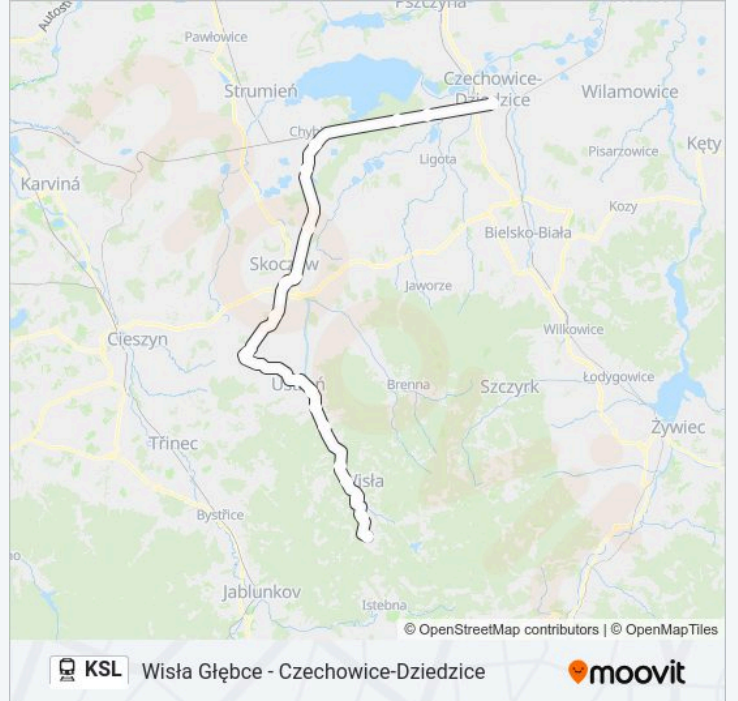 Pszczyna
Autost
Pawłowice
Strumień
Czechowice-
Dziedzice
Wilamowice
Chyb
Ligota
Pisarzowice
Kęty
Karviná
Kozy
Bielsko-Biała
Skoczów
Jaworze
Cieszyn
Wilkowice
Ustroń
Brenna
Szczyrk
Łodygowice
Żywiec
Třinec
Wisła
Bystřice
Jablunkov
Istebna
© OpenStreetMap contributors | © OpenMapTiles
KSL Wisła Głębce - Czechowice-Dziedzice moovit